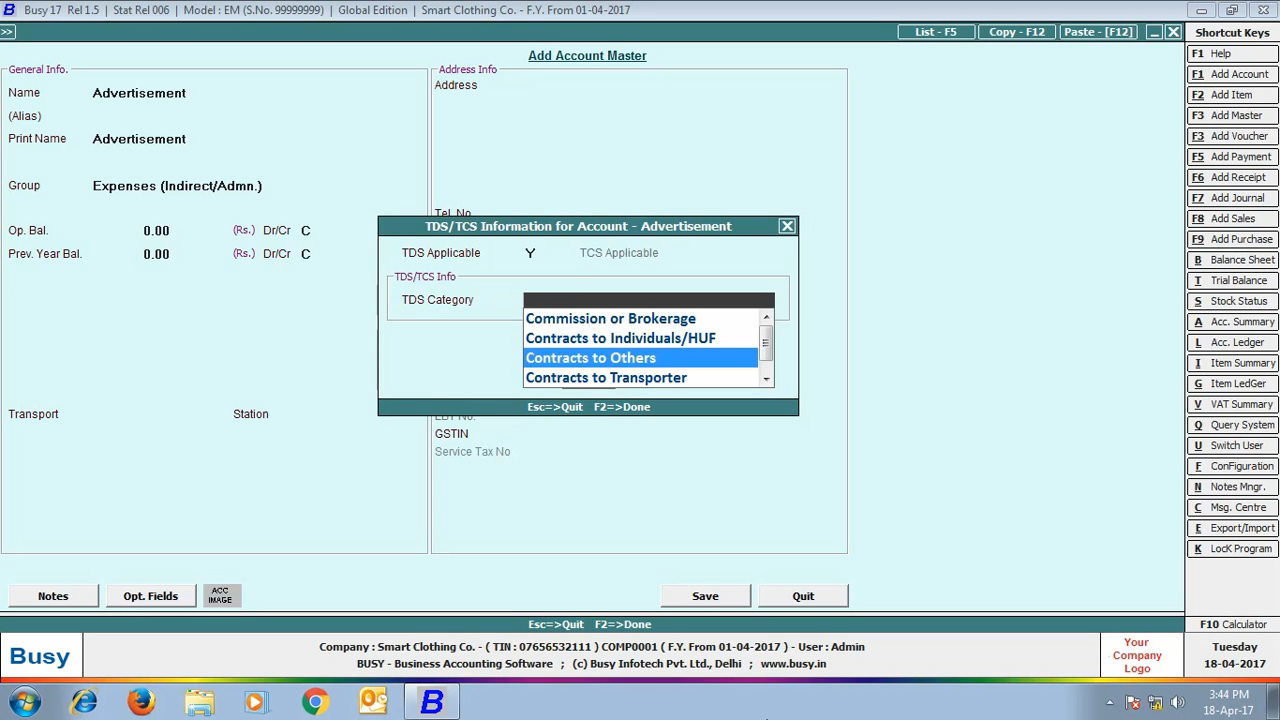 Busy 17 Rel 1.5 | Stat Rel 006 | Model : EM (S.No. 99999999) | Global Edition | Smart Clothing Co. - F.Y. From 01-04-2017
>> List - F5 Copy - F12 Paste - [F12]
Add Account Master
General Info.
Name Advertisement
(Alias)
Print Name Advertisement
Group Expenses (Indirect/Admn.)
Op. Bal. 0.00 (Rs.) Dr/Cr C
Prev. Year Bal. 0.00 (Rs.) Dr/Cr C
Transport Station
Address Info
Address
Tel. No.
GSTIN
Service Tax No
TDS/TCS Information for Account - Advertisement
TDS Applicable Y TCS Applicable
TDS/TCS Info
TDS Category
Commission or Brokerage
Contracts to Individuals/HUF
Contracts to Others
Contracts to Transporter
Esc=>Quit F2=>Done
Notes Opt. Fields ACC IMAGE Save Quit
Esc=>Quit F2=>Done
Shortcut Keys
F1 Help
F1 Add Account
F2 Add Item
F3 Add Master
F3 Add Voucher
F5 Add Payment
F6 Add Receipt
F7 Add Journal
F8 Add Sales
F9 Add Purchase
B Balance Sheet
T Trial Balance
S Stock Status
A Acc. Summary
L Acc. Ledger
I Item Summary
G Item LedGer
V VAT Summary
Q Query System
U Switch User
F ConFiguration
N Notes Mngr.
C Msg. Centre
E Export/Import
K LocK Program
F10 Calculator
Busy
Company : Smart Clothing Co. - ( TIN : 07656532111 ) COMP0001 ( F.Y. From 01-04-2017 ) - User : Admin
BUSY - Business Accounting Software ; (c) Busy Infotech Pvt. Ltd., Delhi ; www.busy.in
Your
Company
Logo
Tuesday
18-04-2017
3:44 PM
18-Apr-17